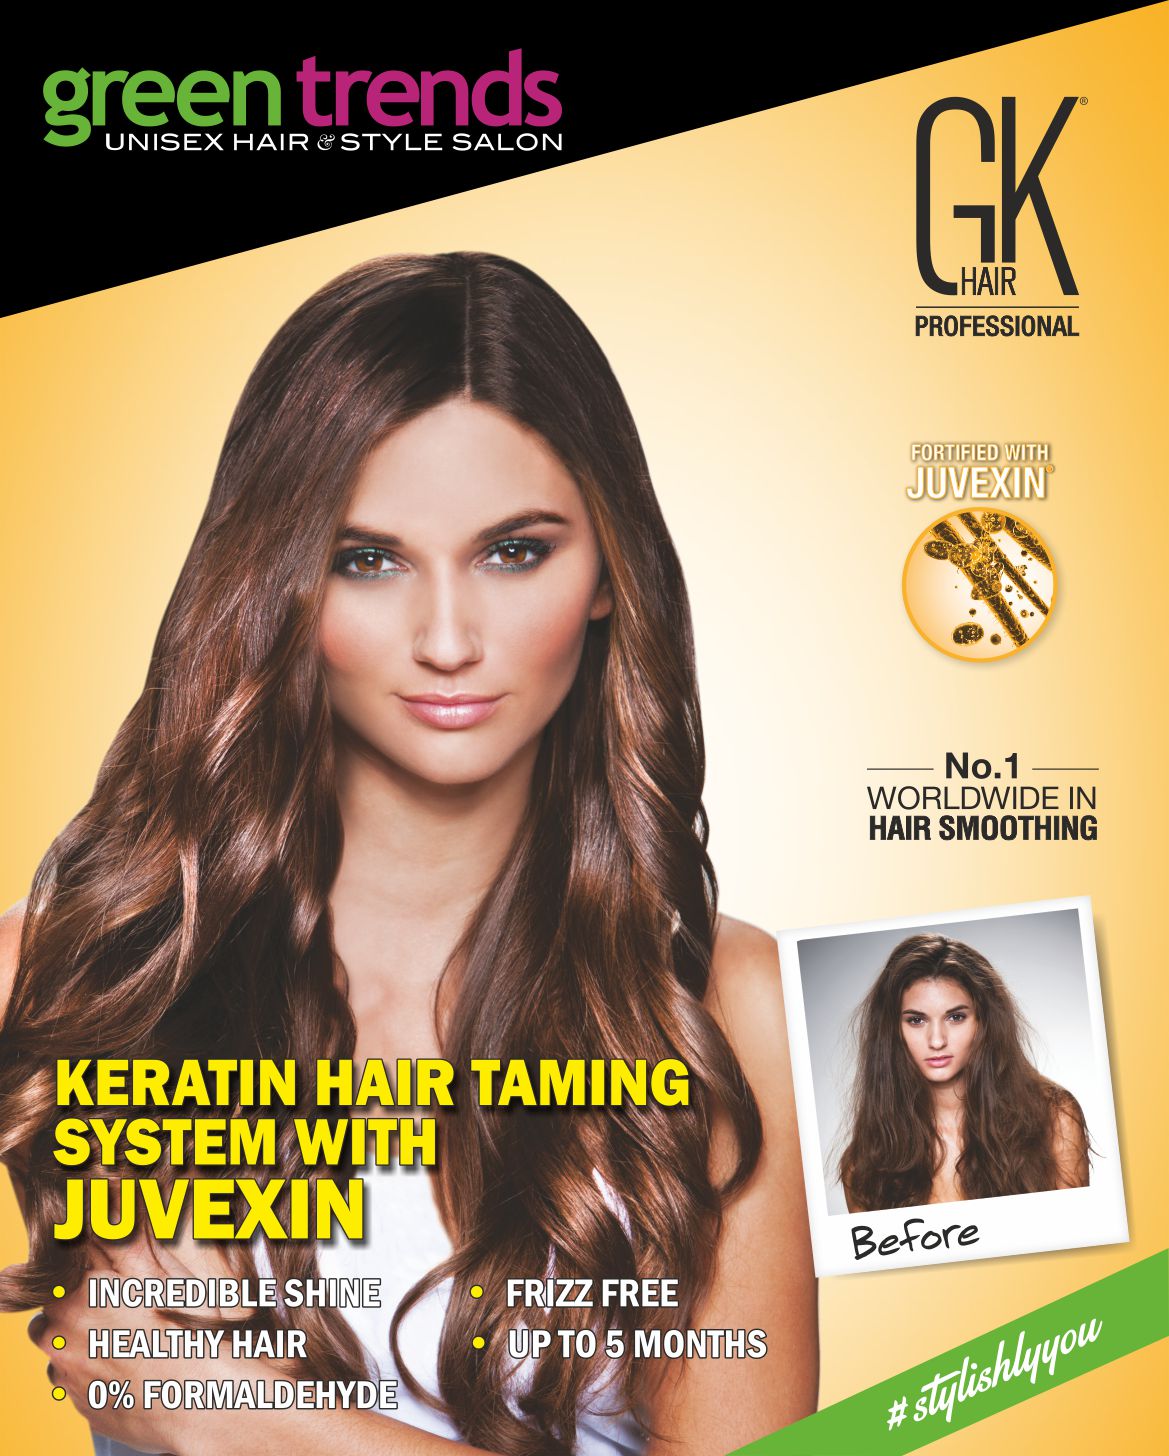 green trends
UNISEX HAIR & STYLE SALON
GK®
HAIR
PROFESSIONAL
FORTIFIED WITH
JUVEXIN®
No.1
WORLDWIDE IN
HAIR SMOOTHING
Before
KERATIN HAIR TAMING
SYSTEM WITH
JUVEXIN
• INCREDIBLE SHINE
• HEALTHY HAIR
• 0% FORMALDEHYDE
• FRIZZ FREE
• UP TO 5 MONTHS
# stylishlyyou